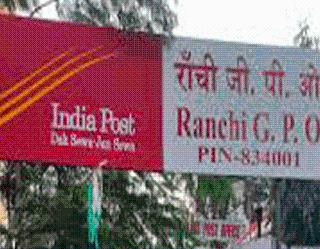 India Post
Dak Sewa-Jan Sewa
राँची जी. पी. ओ
Ranchi G. P. O
PIN-834001